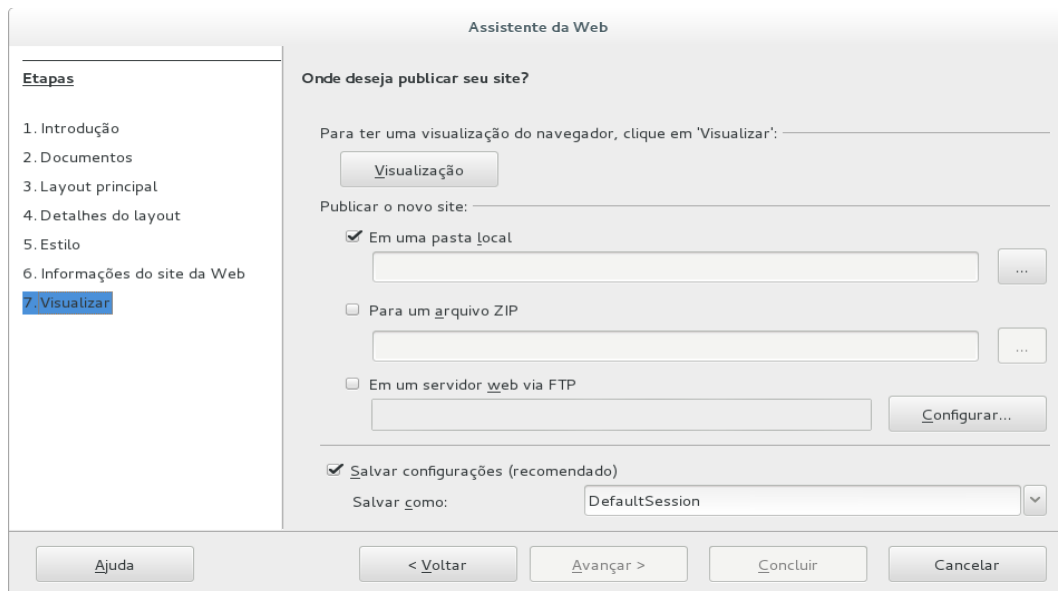 Assistente da Web
Etapas
1. Introdução
2. Documentos
3. Layout principal
4. Detalhes do layout
5. Estilo
6. Informações do site da Web
7. Visualizar
Onde deseja publicar seu site?
Para ter uma visualização do navegador, clique em 'Visualizar':
Visualização
Publicar o novo site:
Em uma pasta local
...
Para um arquivo ZIP
...
Em um servidor web via FTP
Configurar...
Salvar configurações (recomendado)
Salvar como: DefaultSession
Ajuda < Voltar Avançar > Concluir Cancelar